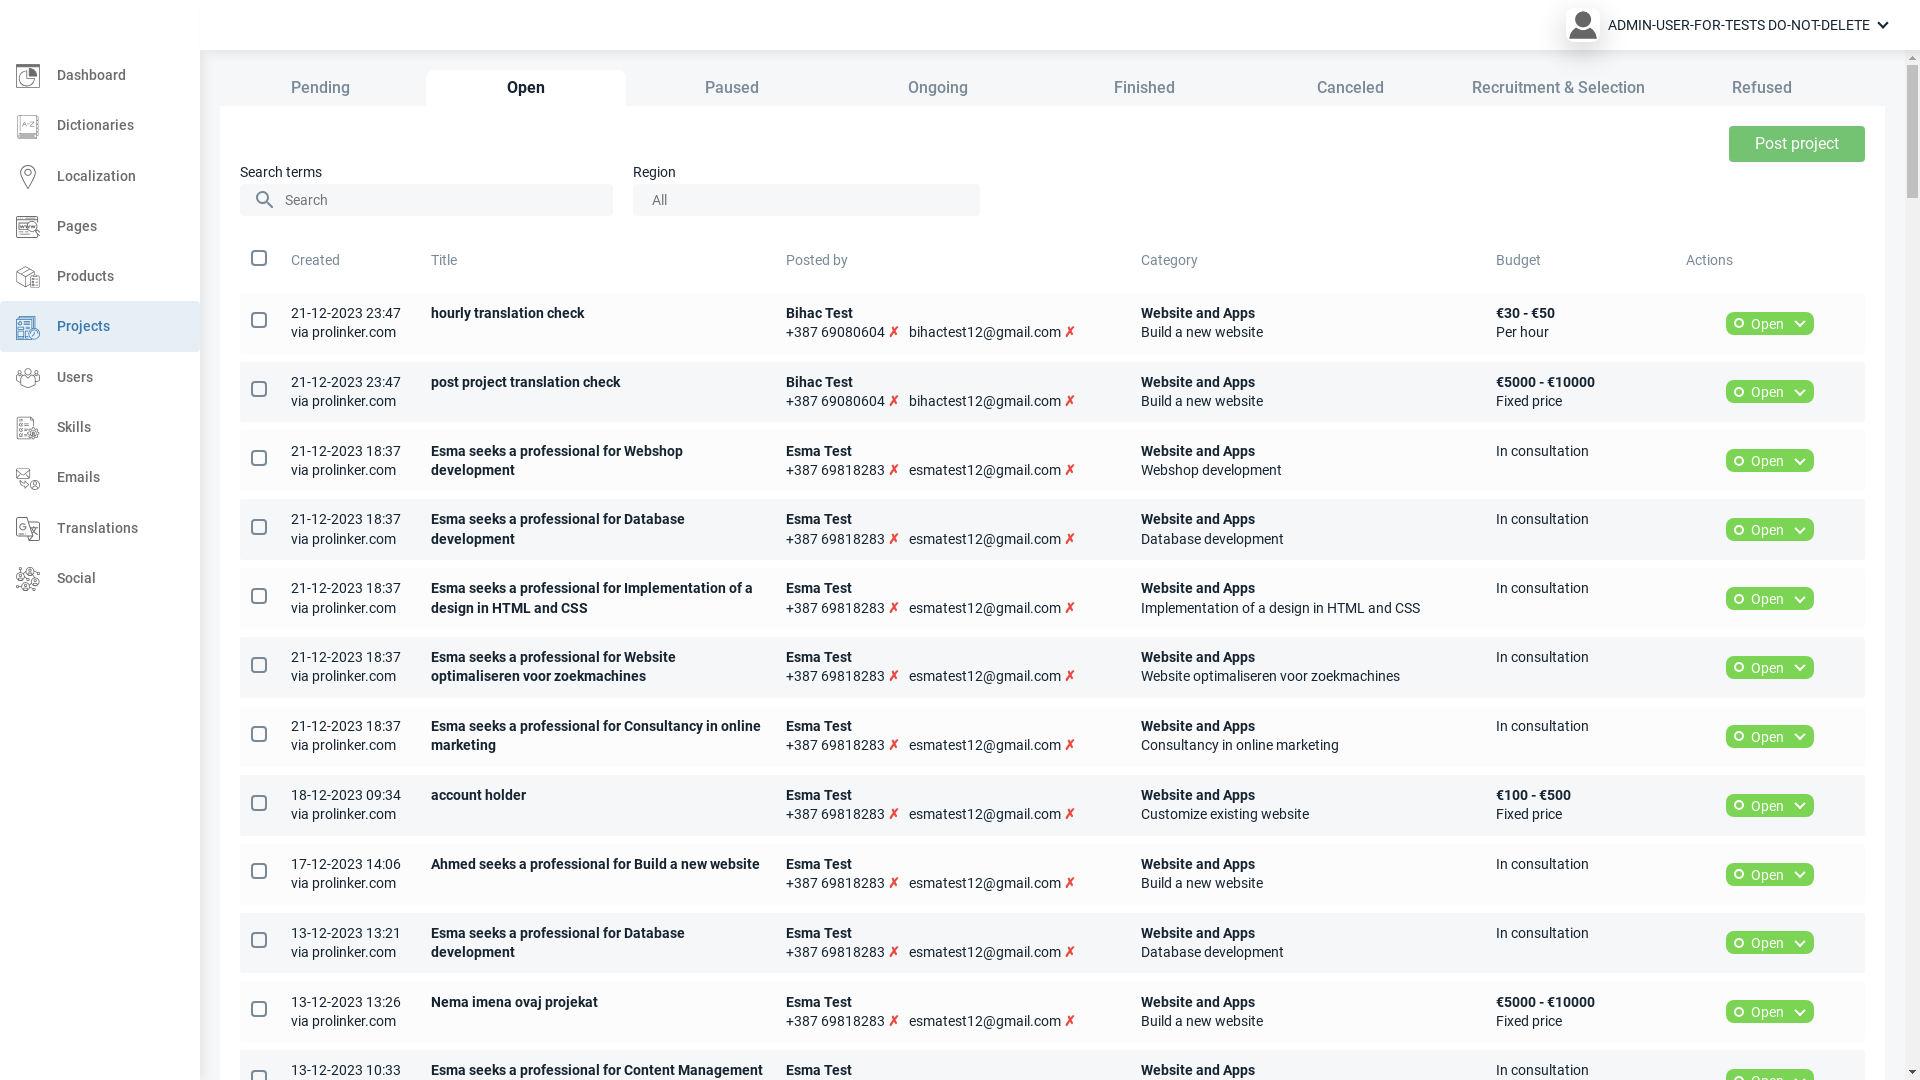 ADMIN-USER-FOR-TESTS DO-NOT-DELETE
Dashboard
Dictionaries
Localization
Pages
Products
Projects
Users
Skills
Emails
Translations
Social
Pending Open Paused Ongoing Finished Canceled Recruitment & Selection Refused
Post project
Search terms Region
Search All
Created Title Posted by Category Budget Actions
21-12-2023 23:47 hourly translation check Bihac Test Website and Apps €30 - €50
via prolinker.com +387 69080604 ✗ bihactest12@gmail.com ✗ Build a new website Per hour
Open
21-12-2023 23:47 post project translation check Bihac Test Website and Apps €5000 - €10000
via prolinker.com +387 69080604 ✗ bihactest12@gmail.com ✗ Build a new website Fixed price
Open
21-12-2023 18:37 Esma seeks a professional for Webshop Esma Test Website and Apps In consultation
via prolinker.com development +387 69818283 ✗ esmatest12@gmail.com ✗ Webshop development
Open
21-12-2023 18:37 Esma seeks a professional for Database Esma Test Website and Apps In consultation
via prolinker.com development +387 69818283 ✗ esmatest12@gmail.com ✗ Database development
Open
21-12-2023 18:37 Esma seeks a professional for Implementation of a Esma Test Website and Apps In consultation
via prolinker.com design in HTML and CSS +387 69818283 ✗ esmatest12@gmail.com ✗ Implementation of a design in HTML and CSS
Open
21-12-2023 18:37 Esma seeks a professional for Website Esma Test Website and Apps In consultation
via prolinker.com optimaliseren voor zoekmachines +387 69818283 ✗ esmatest12@gmail.com ✗ Website optimaliseren voor zoekmachines
Open
21-12-2023 18:37 Esma seeks a professional for Consultancy in online Esma Test Website and Apps In consultation
via prolinker.com marketing +387 69818283 ✗ esmatest12@gmail.com ✗ Consultancy in online marketing
Open
18-12-2023 09:34 account holder Esma Test Website and Apps €100 - €500
via prolinker.com +387 69818283 ✗ esmatest12@gmail.com ✗ Customize existing website Fixed price
Open
17-12-2023 14:06 Ahmed seeks a professional for Build a new website Esma Test Website and Apps In consultation
via prolinker.com +387 69818283 ✗ esmatest12@gmail.com ✗ Build a new website
Open
13-12-2023 13:21 Esma seeks a professional for Database Esma Test Website and Apps In consultation
via prolinker.com development +387 69818283 ✗ esmatest12@gmail.com ✗ Database development
Open
13-12-2023 13:26 Nema imena ovaj projekat Esma Test Website and Apps €5000 - €10000
via prolinker.com +387 69818283 ✗ esmatest12@gmail.com ✗ Build a new website Fixed price
Open
13-12-2023 10:33 Esma seeks a professional for Content Management Esma Test Website and Apps In consultation
Open